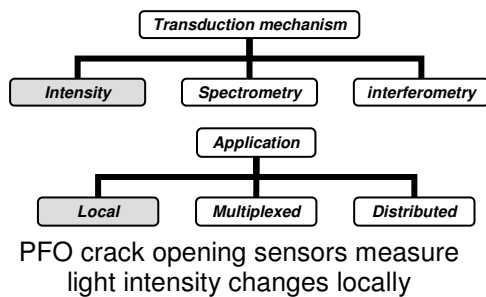 Transduction mechanism
Intensity Spectrometry interferometry
Application
Local Multiplexed Distributed
PFO crack opening sensors measure
light intensity changes locally